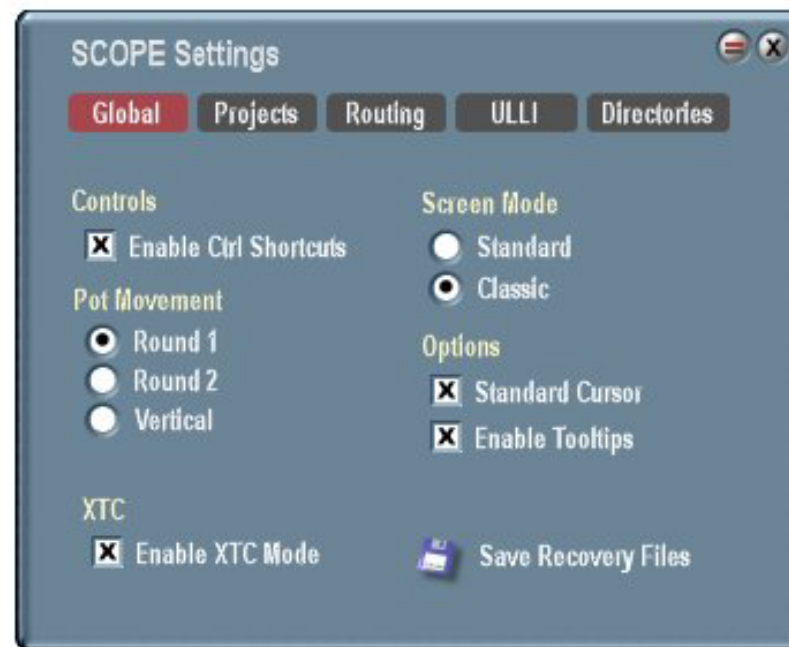 SCOPE Settings
Global Projects Routing ULLI Directories
Controls
Enable Ctrl Shortcuts
Pot Movement
Round 1
Round 2
Vertical
XTC
Enable XTC Mode
Screen Mode
Standard
Classic
Options
Standard Cursor
Enable Tooltips
Save Recovery Files